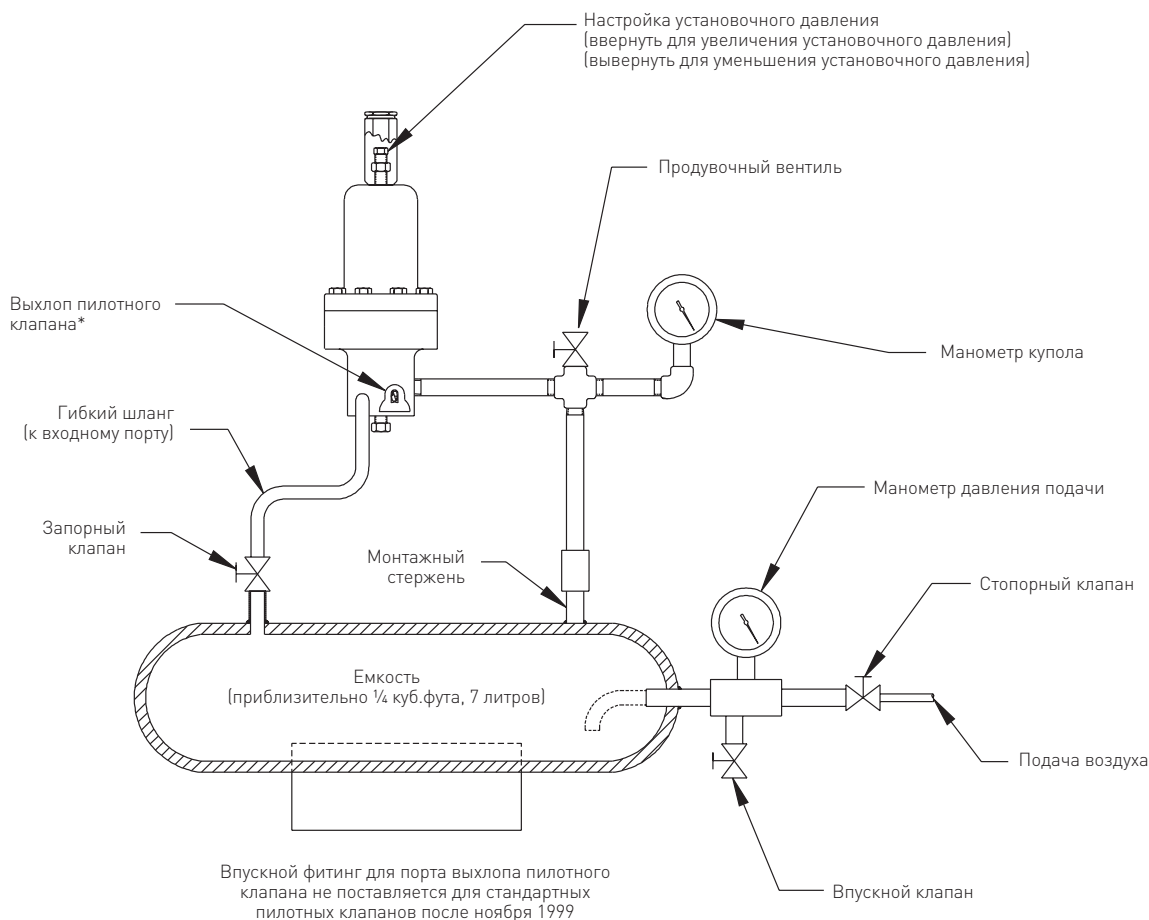 Настройка установочного давления
(ввернуть для увеличения установочного давления)
(вывернуть для уменьшения установочного давления)
Продувочный вентиль
Выхлоп пилотного
клапана*
Манометр купола
Гибкий шланг
(к входному порту)
Манометр давления подачи
Запорный
клапан
Монтажный
стержень
Стопорный клапан
Емкость
(приблизительно ¼ куб.фута, 7 литров)
Подача воздуха
Впускной фитинг для порта выхлопа пилотного
клапана не поставляется для стандартных
пилотных клапанов после ноября 1999
Впускной клапан